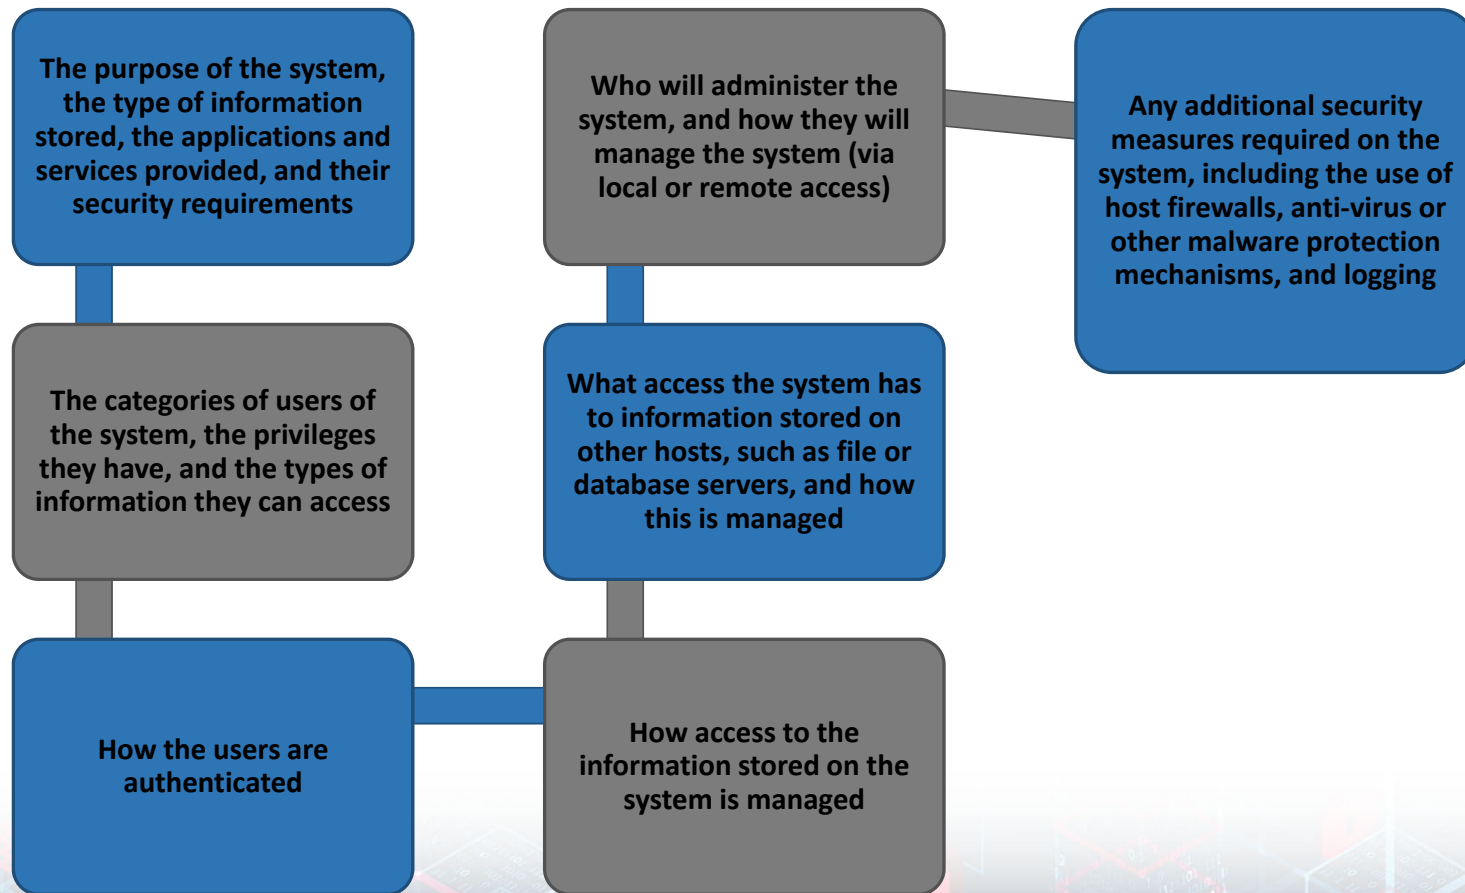 The purpose of the system,
the type of information
stored, the applications and
services provided, and their
security requirements
The categories of users of
the system, the privileges
they have, and the types of
information they can access
How the users are
authenticated
How access to the
information stored on the
system is managed
What access the system has
to information stored on
other hosts, such as file or
database servers, and how
this is managed
Who will administer the
system, and how they will
manage the system (via
local or remote access)
Any additional security
measures required on the
system, including the use of
host firewalls, anti-virus or
other malware protection
mechanisms, and logging